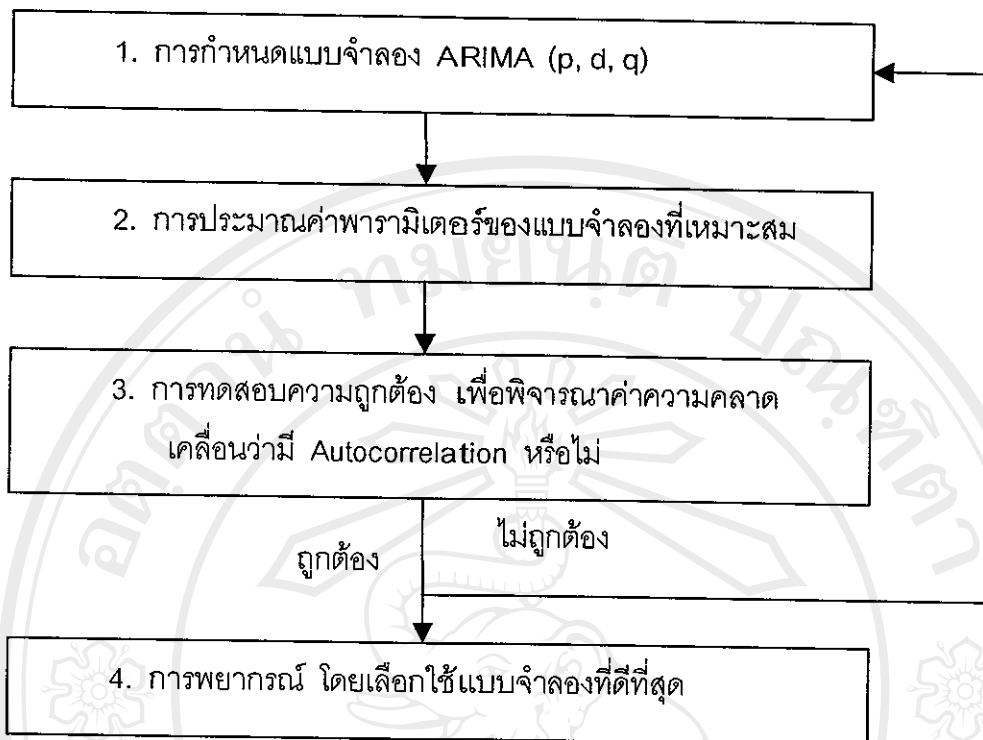 1. การกำหนดแบบจำลอง ARIMA (p, d, q)
2. การประมาณค่าพารามิเตอร์ของแบบจำลองที่เหมาะสม
3. การทดสอบความถูกต้อง เพื่อพิจารณาค่าความคลาด
เคลื่อนว่ามี Autocorrelation หรือไม่
ถูกต้อง
ไม่ถูกต้อง
4. การพยากรณ์ โดยเลือกใช้แบบจำลองที่ดีที่สุด